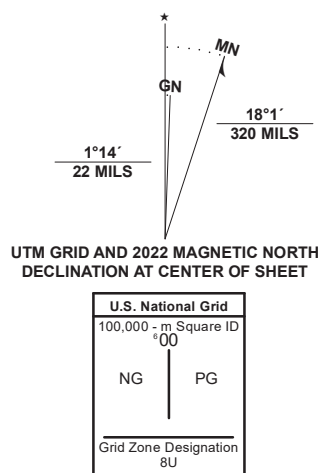 ★
MN
GN
1°14´
22 MILS
18°1´
320 MILS
UTM GRID AND 2022 MAGNETIC NORTH
DECLINATION AT CENTER OF SHEET
U.S. National Grid
100,000 - m Square ID
⁶00
NG PG
Grid Zone Designation
8U